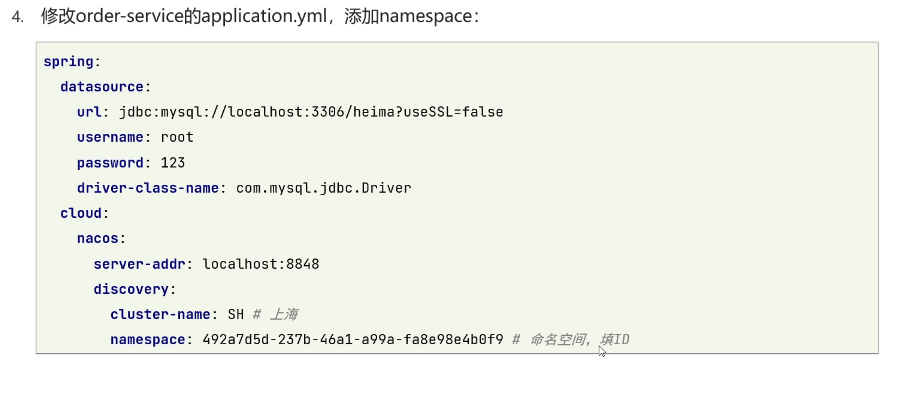 4. 修改order-service的application.yml，添加namespace：
spring:
  datasource:
    url: jdbc:mysql://localhost:3306/heima?useSSL=false
    username: root
    password: 123
    driver-class-name: com.mysql.jdbc.Driver
  cloud:
    nacos:
      server-addr: localhost:8848
      discovery:
        cluster-name: SH # 上海
        namespace: 492a7d5d-237b-46a1-a99a-fa8e98e4b0f9 # 命名空间，填ID